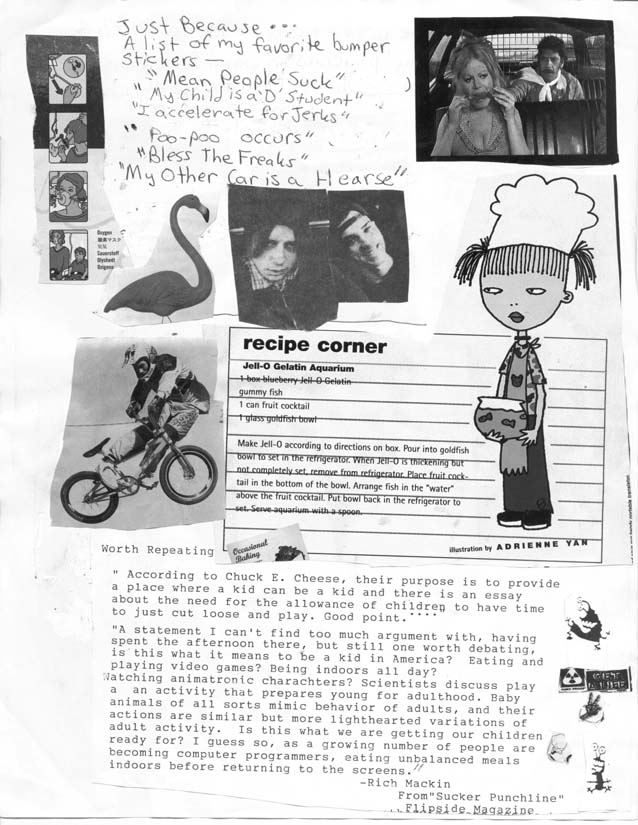 Just Because...
A list of my favorite bumper
stickers —
"Mean People Suck"
"My Child is a 'D' Student"
"I accelerate for Jerks"
"Poo-poo occurs"
"Bless The Freaks"
"My Other Car is a Hearse"
Oxygen
酸素マスク
Sauerstoff
Ossigeno
recipe corner
Jell-O Gelatin Aquarium
1 box blueberry Jell-O Gelatin
gummy fish
1 can fruit cocktail
1 glass goldfish bowl
Make Jell-O according to directions on box. Pour into goldfish
bowl to set in the refrigerator. When Jell-O is thickening but
not completely set, remove from refrigerator. Place fruit cock-
tail in the bottom of the bowl. Arrange fish in the "water"
above the fruit cocktail. Put bowl back in the refrigerator to
set. Serve aquarium with a spoon.
illustration by ADRIENNE YAN
Occasional
Baking
Worth Repeating
" According to Chuck E. Cheese, their purpose is to provide
a place where a kid can be a kid and there is an essay
about the need for the allowance of children to have time
to just cut loose and play. Good point.""
"A statement I can't find too much argument with, having
spent the afternoon there, but still one worth debating,
is this what it means to be a kid in America? Eating and
playing video games? Being indoors all day?
Watching animatronic charachters? Scientists discuss play
a an activity that prepares young for adulthood. Baby
animals of all sorts mimic behavior of adults, and their
actions are similar but more lighthearted variations of
adult activity. Is this what we are getting our children
ready for? I guess so, as a growing number of people are
becoming computer programmers, eating unbalanced meals
indoors before returning to the screens."
-Rich Mackin
From"Sucker Punchline"
Flipside Magazine